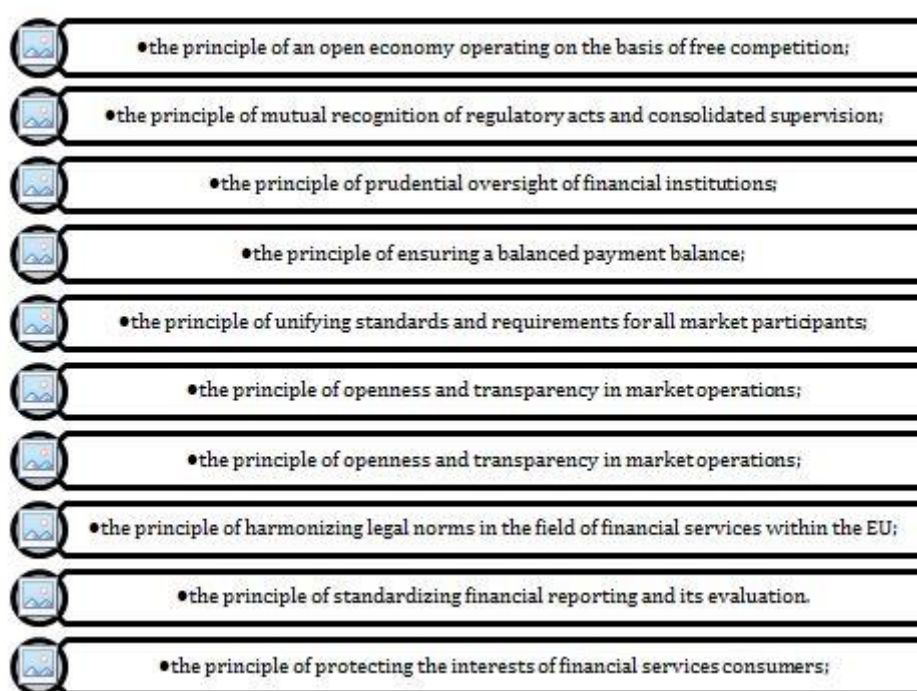 •the principle of an open economy operating on the basis of free competition;
•the principle of mutual recognition of regulatory acts and consolidated supervision;
•the principle of prudential oversight of financial institutions;
•the principle of ensuring a balanced payment balance;
•the principle of unifying standards and requirements for all market participants;
•the principle of openness and transparency in market operations;
•the principle of openness and transparency in market operations;
•the principle of harmonizing legal norms in the field of financial services within the EU;
•the principle of standardizing financial reporting and its evaluation.
•the principle of protecting the interests of financial services consumers;